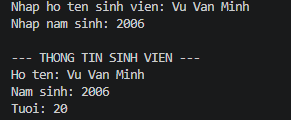 Nhap ho ten sinh vien: Vu Van Minh
Nhap nam sinh: 2006

--- THONG TIN SINH VIEN ---
Ho ten: Vu Van Minh
Nam sinh: 2006
Tuoi: 20